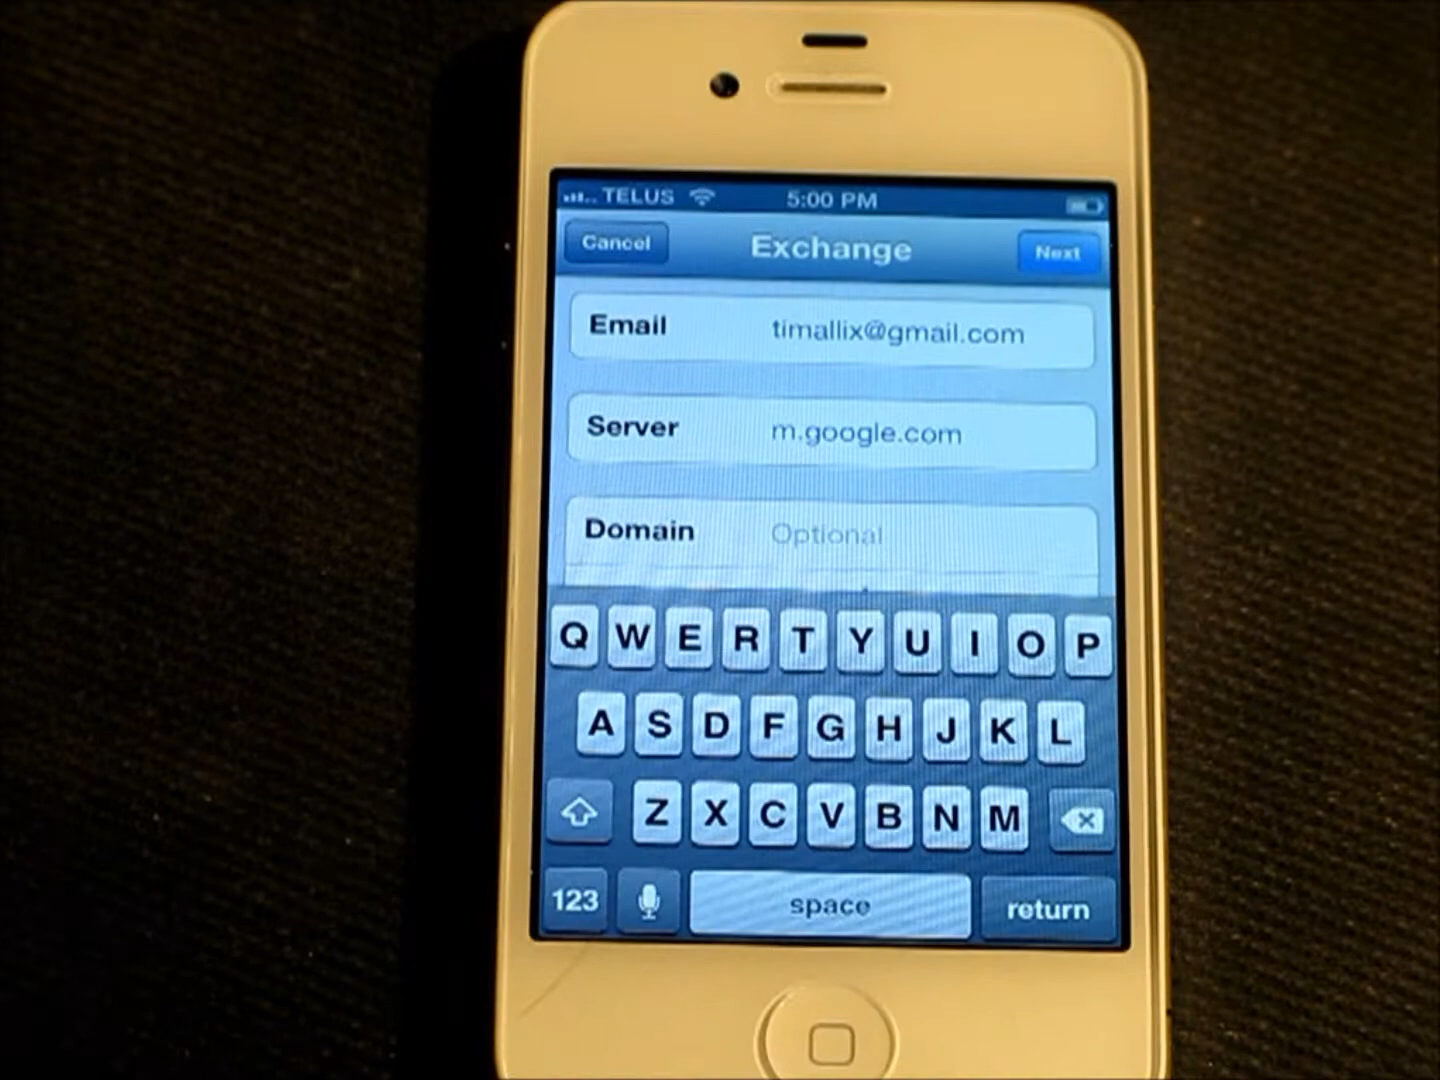 TELUS 5:00 PM
Cancel Exchange Next
Email timallix@gmail.com
Server m.google.com
Domain Optional
Q W E R T Y U I O P
A S D F G H J K L
Z X C V B N M
123 space return